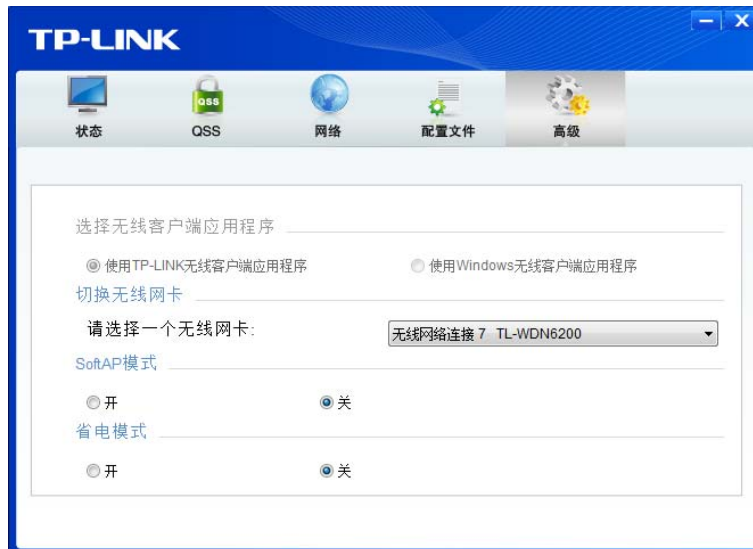 TP-LINK
QSS
状态 QSS 网络 配置文件 高级
选择无线客户端应用程序
使用TP-LINK无线客户端应用程序 使用Windows无线客户端应用程序
切换无线网卡
请选择一个无线网卡: 无线网络连接 7 TL-WDN6200
SoftAP模式
开 关
省电模式
开 关